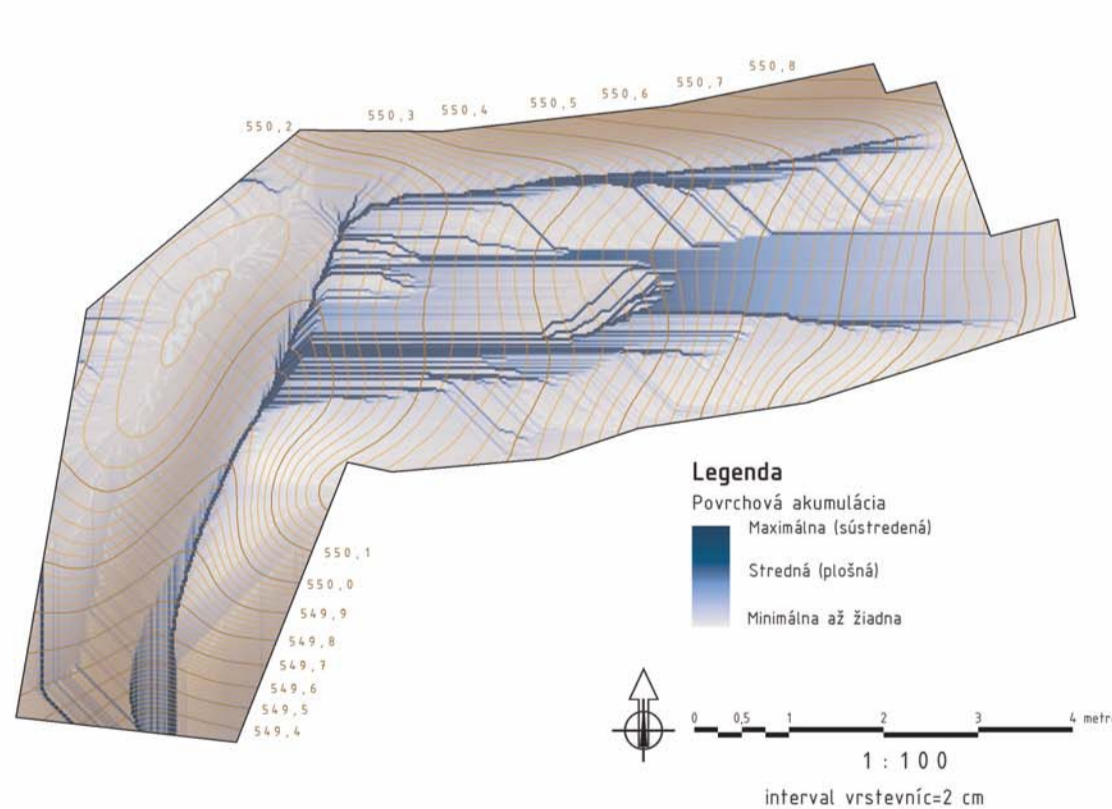 550,8
550,7
550,6
550,5
550,4
550,3
550,2
Legenda
Povrchová akumulácia
Maximálna (sústredená)
Stredná (plošná)
Minimálna až žiadna
550,1
550,0
549,9
549,8
549,7
549,6
549,5
549,4
0 0,5 1 2 3 4 metr
1 : 100
interval vrstevníc=2 cm